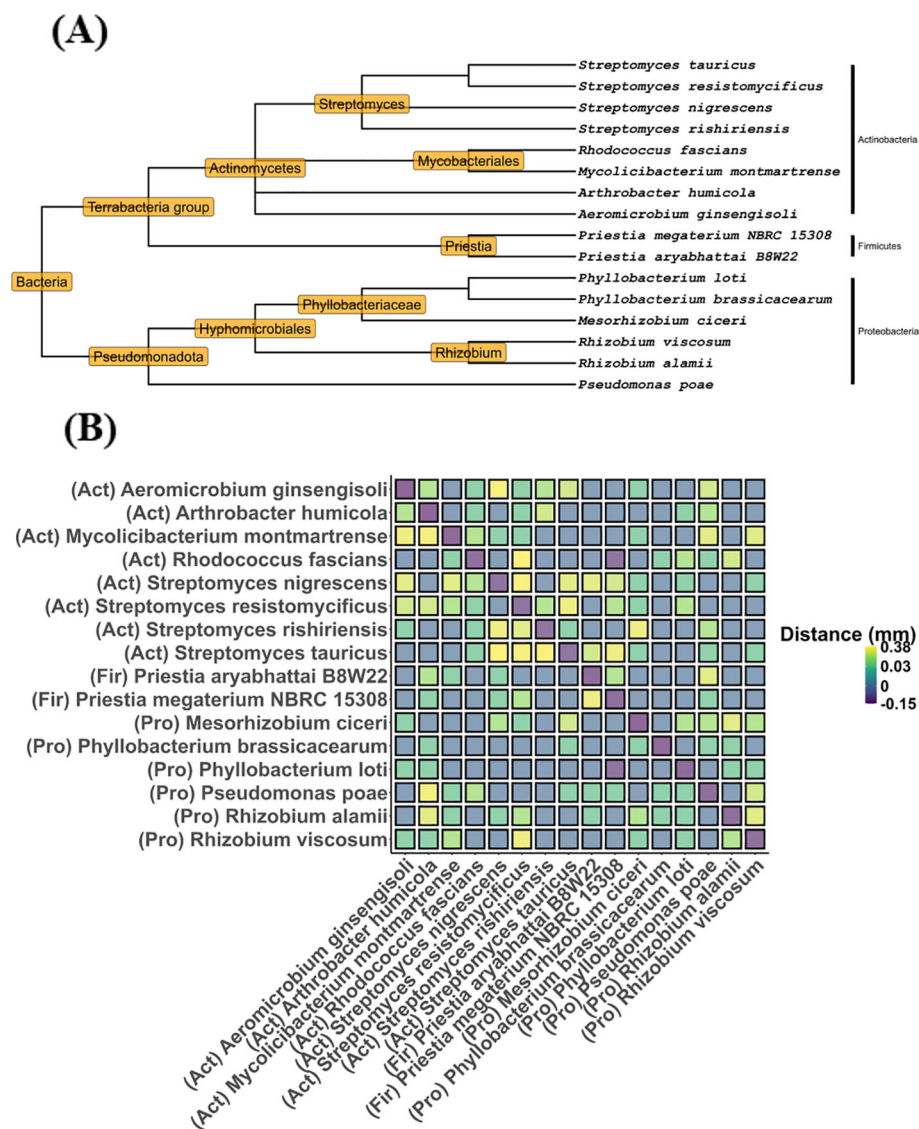 (A)
Streptomyces tauricus
Streptomyces resistomycificus
Streptomyces
Streptomyces nigrescens
Streptomyces rishiriensis
Actinobacteria
Rhodococcus fascians
Mycobacteriales
Actinomycetes
Mycolicibacterium montmartrense
Arthrobacter humicola
Terrabacteria group
Aeromicrobium ginsengisoli
Priestia megaterium NBRC 15308
Priestia
Firmicutes
Priestia aryabhattai B8W22
Bacteria
Phyllobacterium loti
Phyllobacteriaceae
Phyllobacterium brassicacearum
Mesorhizobium ciceri
Hyphomicrobiales
Proteobacteria
Rhizobium viscosum
Rhizobium
Pseudomonadota
Rhizobium alamii
Pseudomonas poae
(B)
(Act) Aeromicrobium ginsengisoli
(Act) Arthrobacter humicola
(Act) Mycolicibacterium montmartrense
(Act) Rhodococcus fascians
(Act) Streptomyces nigrescens
(Act) Streptomyces resistomycificus
(Act) Streptomyces rishiriensis
(Act) Streptomyces tauricus
(Fir) Priestia aryabhattai B8W22
(Fir) Priestia megaterium NBRC 15308
(Pro) Mesorhizobium ciceri
(Pro) Phyllobacterium brassicacearum
(Pro) Phyllobacterium loti
(Pro) Pseudomonas poae
(Pro) Rhizobium alamii
(Pro) Rhizobium viscosum
Distance (mm)
0.38
0.03
0
-0.15
(Act) Aeromicrobium ginsengisoli
(Act) Arthrobacter humicola
(Act) Mycolicibacterium montmartrense
(Act) Rhodococcus fascians
(Act) Streptomyces nigrescens
(Act) Streptomyces resistomycificus
(Act) Streptomyces rishiriensis
(Act) Streptomyces tauricus
(Fir) Priestia aryabhattai B8W22
(Fir) Priestia megaterium NBRC 15308
(Pro) Mesorhizobium ciceri
(Pro) Phyllobacterium brassicacearum
(Pro) Phyllobacterium loti
(Pro) Pseudomonas poae
(Pro) Rhizobium alamii
(Pro) Rhizobium viscosum